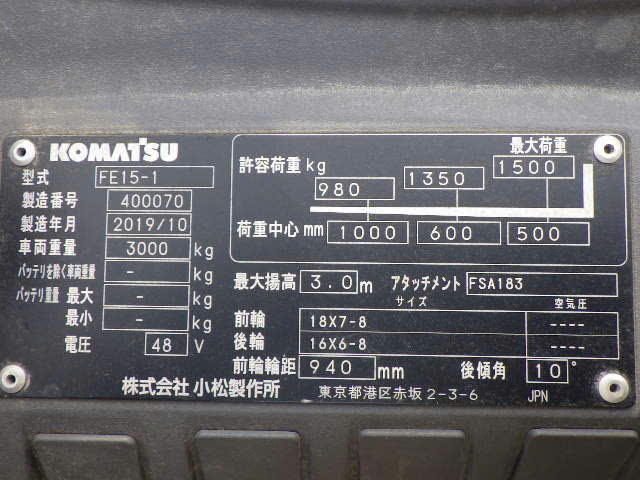 KOMATSU
型式 FE15-1
製造番号 400070
製造年月 2019/10
車両重量 3000 kg
バッテリを除く車両重量 - kg
バッテリ重量 最大 - kg
最小 - kg
電圧 48 V
最大荷重
許容荷重 kg 980 1350 1500
荷重中心 mm 1000 600 500
最大揚高 3.0 m アタッチメント FSA183
サイズ 空気圧
前輪 18X7-8 ----
後輪 16X6-8 ----
前輪輪距 940 mm 後傾角 10°
株式会社 小松製作所 東京都港区赤坂 2-3-6 JPN